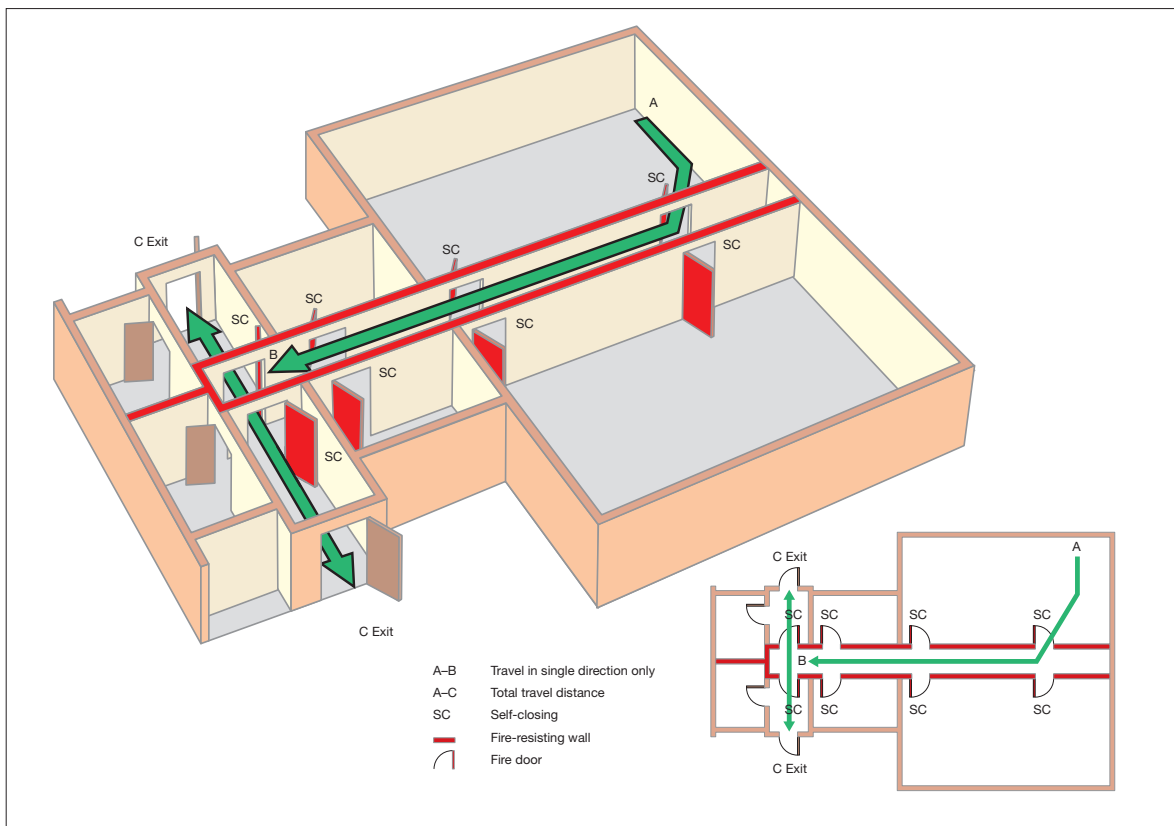 A
SC
C Exit
SC
SC
SC
SC
SC
B
SC
SC
C Exit
A
C Exit
SC
SC
SC
SC
B
SC
SC
SC
SC
C Exit
A–B Travel in single direction only
A–C Total travel distance
SC Self-closing
Fire-resisting wall
Fire door